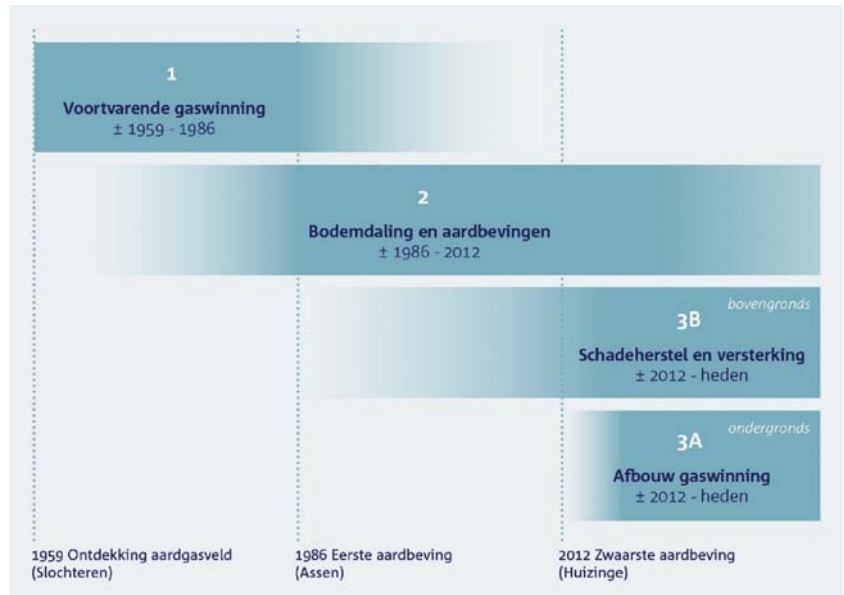 1
Voortvarende gaswinning
± 1959 - 1986
2
Bodemdaling en aardbevingen
± 1986 - 2012
bovengronds
3B
Schadeherstel en versterking
± 2012 - heden
ondergronds
3A
Afbouw gaswinning
± 2012 - heden
1959 Ontdekking aardgasveld
(Slochteren)
1986 Eerste aardbeving
(Assen)
2012 Zwaarste aardbeving
(Huizinge)